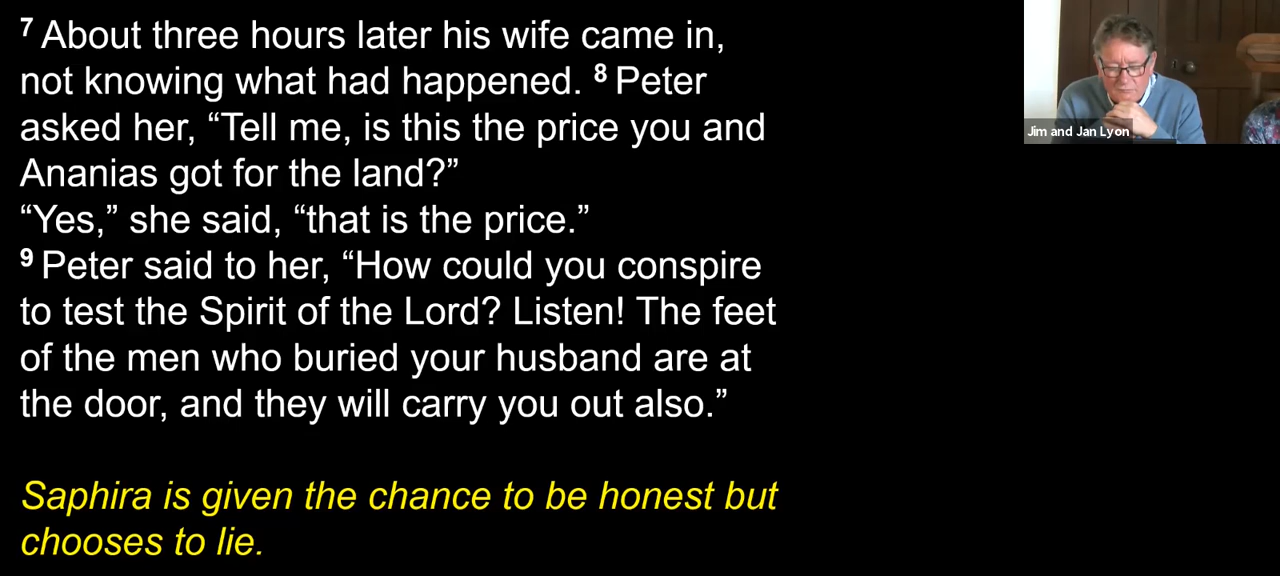 7 About three hours later his wife came in,
not knowing what had happened. 8 Peter
asked her, “Tell me, is this the price you and
Ananias got for the land?”
“Yes,” she said, “that is the price.”
9 Peter said to her, “How could you conspire
to test the Spirit of the Lord? Listen! The feet
of the men who buried your husband are at
the door, and they will carry you out also.”
Saphira is given the chance to be honest but
chooses to lie.
Jim and Jan Lyon